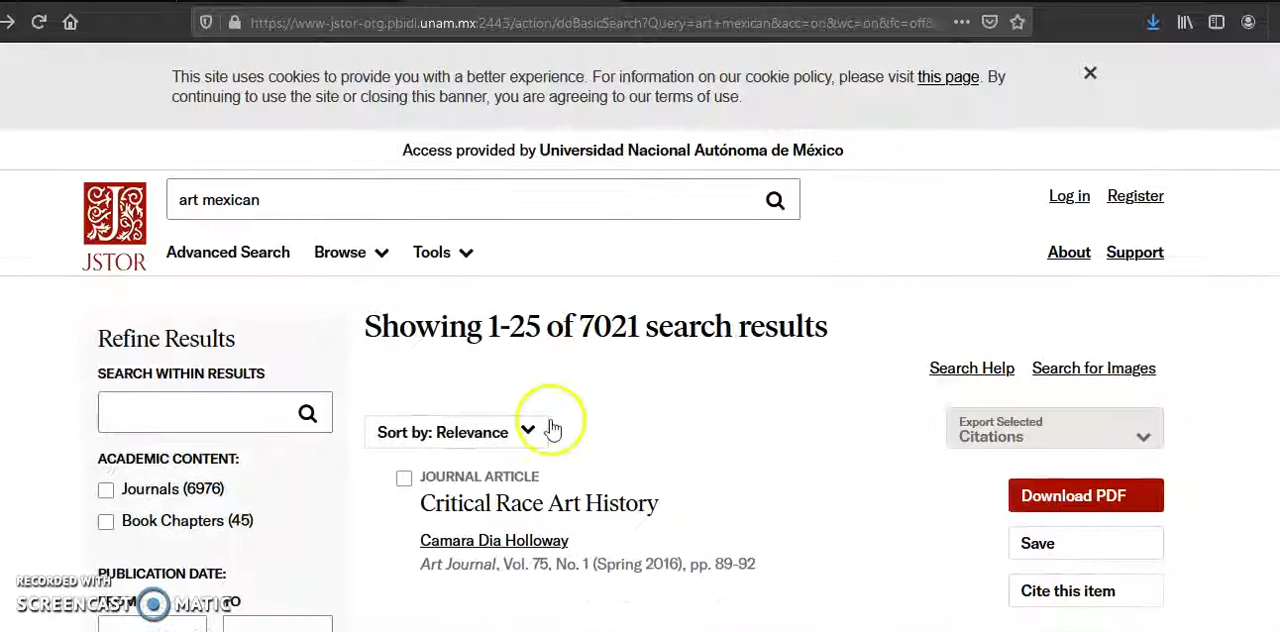 https://www-jstor-org.pbidi.unam.mx:2443/action/doBasicSearch?Query=art+mexican&acc=on&wc=on&fc=off&
This site uses cookies to provide you with a better experience. For information on our cookie policy, please visit this page. By
continuing to use the site or closing this banner, you are agreeing to our terms of use.
Access provided by Universidad Nacional Autónoma de México
art mexican
Log in Register
JSTOR
Advanced Search Browse Tools
About Support
Refine Results
Showing 1-25 of 7021 search results
SEARCH WITHIN RESULTS
Search Help Search for Images
Sort by: Relevance
Export Selected
Citations
ACADEMIC CONTENT:
Journals (6976)
Book Chapters (45)
JOURNAL ARTICLE
Critical Race Art History
Camara Dia Holloway
Art Journal, Vol. 75, No. 1 (Spring 2016), pp. 89-92
Download PDF
Save
Cite this item
PUBLICATION DATE:
TO
RECORDED WITH
SCREENCAST MATIC